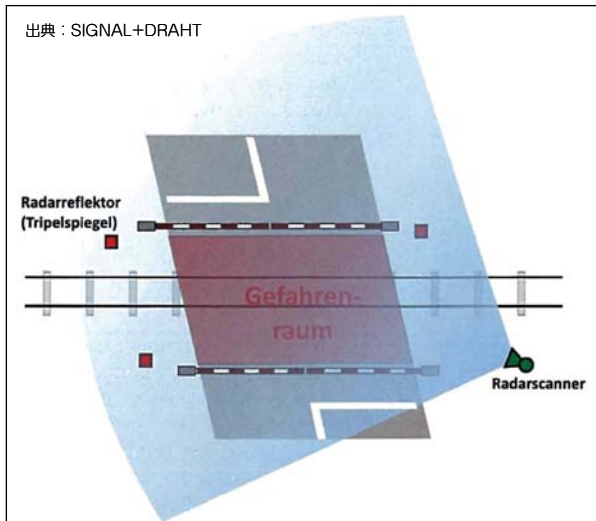 出典：SIGNAL+DRAHT
Radarreflektor
(Tripelspiegel)
Gefahren-
raum
Radarscanner